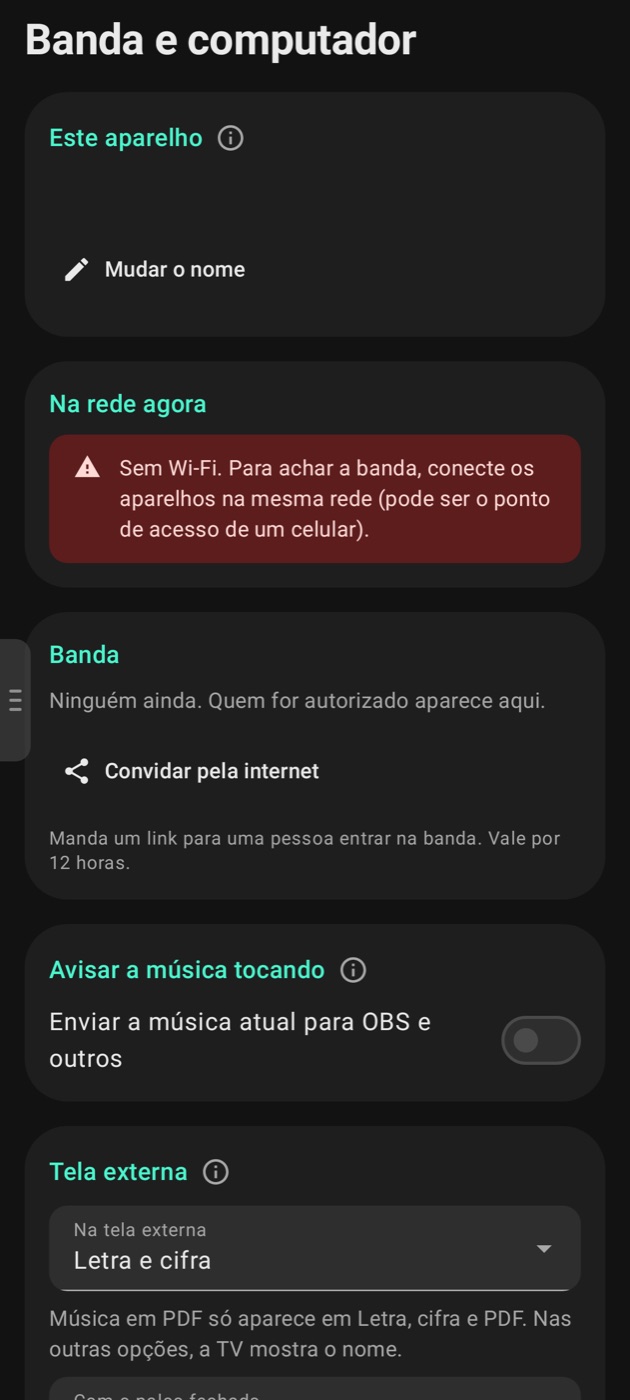 Banda e computador
Este aparelho
Mudar o nome
Na rede agora
Sem Wi-Fi. Para achar a banda, conecte os
aparelhos na mesma rede (pode ser o ponto
de acesso de um celular).
Banda
Ninguém ainda. Quem for autorizado aparece aqui.
Convidar pela internet
Manda um link para uma pessoa entrar na banda. Vale por
12 horas.
Avisar a música tocando
Enviar a música atual para OBS e
outros
Tela externa
Na tela externa
Letra e cifra
Música em PDF só aparece em Letra, cifra e PDF. Nas
outras opções, a TV mostra o nome.